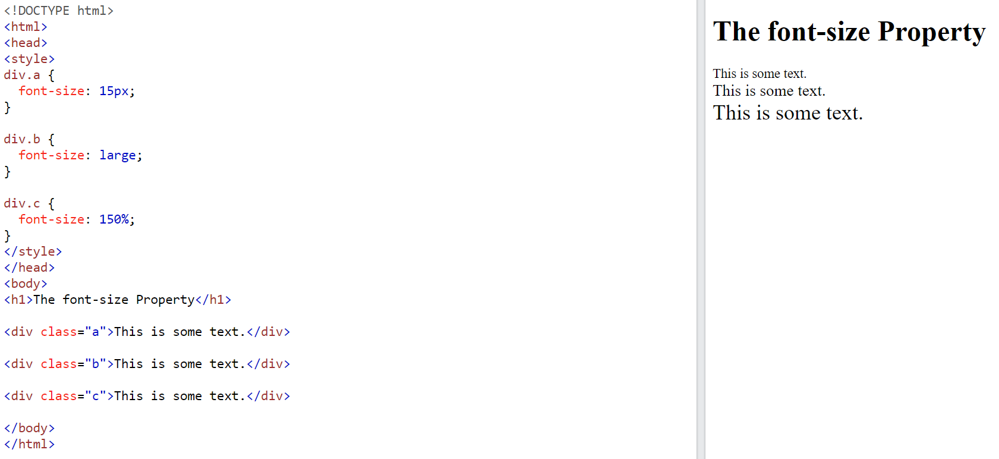 <!DOCTYPE html>
<html>
<head>
<style>
div.a {
  font-size: 15px;
}

div.b {
  font-size: large;
}

div.c {
  font-size: 150%;
}
</style>
</head>
<body>
<h1>The font-size Property</h1>

<div class="a">This is some text.</div>

<div class="b">This is some text.</div>

<div class="c">This is some text.</div>

</body>
</html>
The font-size Property
This is some text.
This is some text.
This is some text.